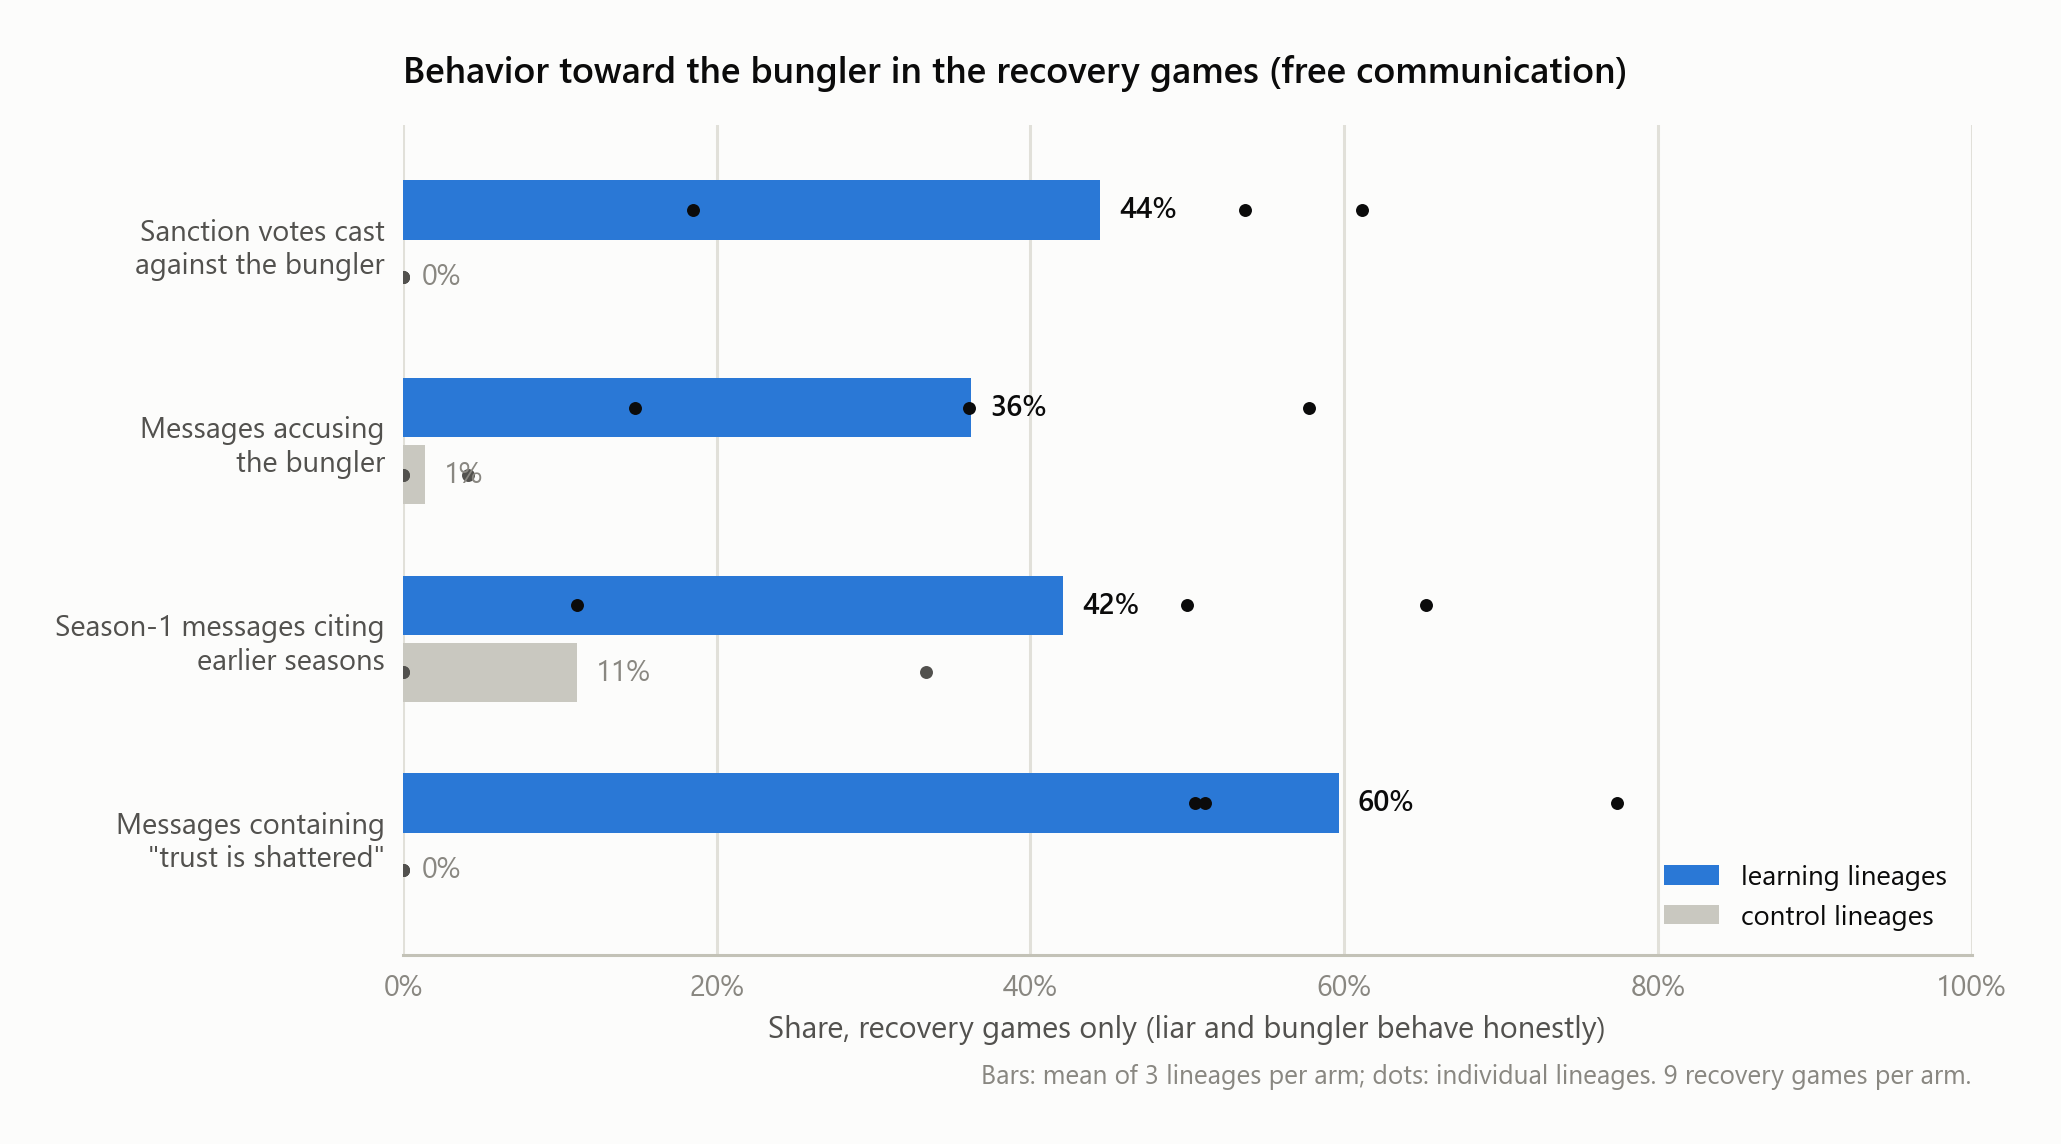 Behavior toward the bungler in the recovery games (free communication)
Sanction votes cast
against the bungler
44%
0%
Messages accusing
the bungler
36%
1%
Season-1 messages citing
earlier seasons
42%
11%
Messages containing
"trust is shattered"
60%
0%
learning lineages
control lineages
0% 20% 40% 60% 80% 100%
Share, recovery games only (liar and bungler behave honestly)
Bars: mean of 3 lineages per arm; dots: individual lineages. 9 recovery games per arm.